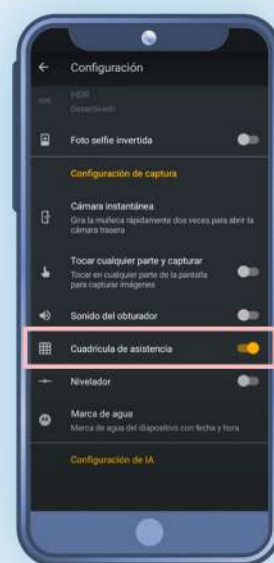 Configuración
HDR
Desactivado
Foto selfie invertida
Configuración de captura
Cámara instantánea
Gira la muñeca rápidamente dos veces para abrir la
cámara trasera
Tocar cualquier parte y capturar
Tocar en cualquier parte de la pantalla
para capturar imágenes
Sonido del obturador
Cuadrícula de asistencia
Nivelador
Marca de agua
Marca de agua del dispositivo con fecha y hora
Configuración de IA